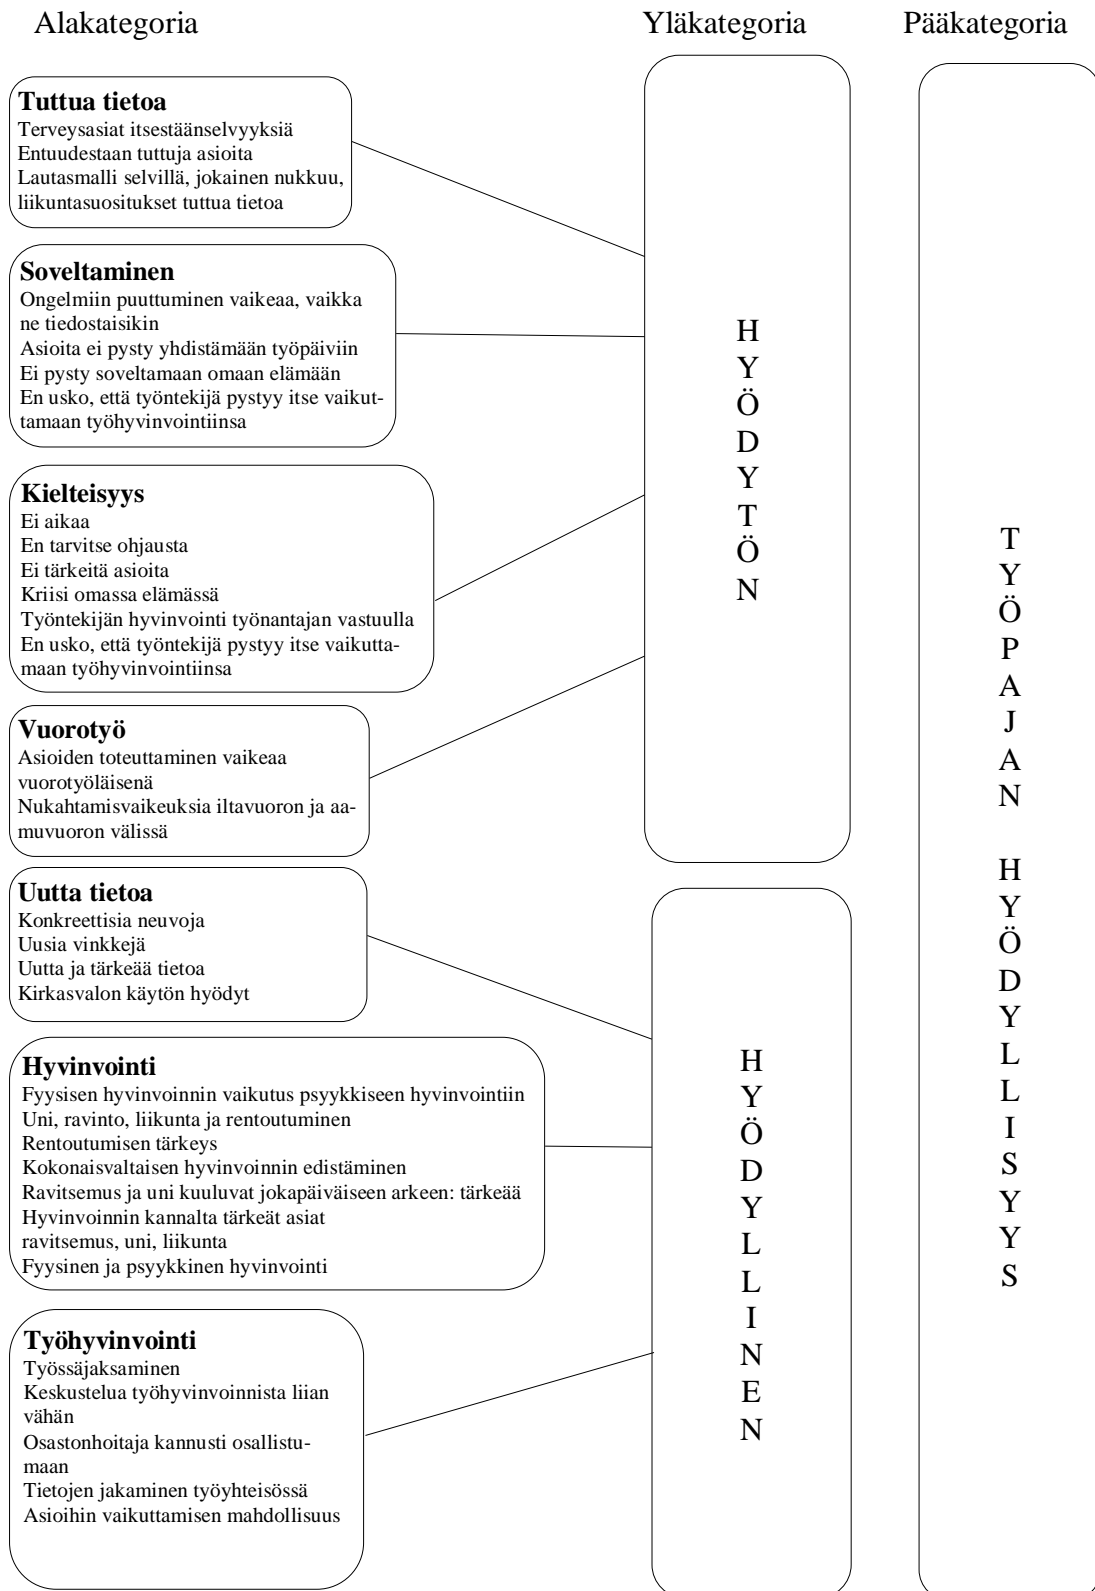 Alakategoria
Yläkategoria
Pääkategoria
Tuttua tietoa
Terveysasiat itsestäänselvyyksiä
Entuudestaan tuttuja asioita
Lautasmalli selvillä, jokainen nukkuu,
liikuntasuositukset tuttua tietoa
Soveltaminen
Ongelmiin puuttuminen vaikeaa, vaikka
ne tiedostaisikin
Asioita ei pysty yhdistämään työpäiviin
Ei pysty soveltamaan omaan elämään
En usko, että työntekijä pystyy itse vaikut-
tamaan työhyvinvointiinsa
Kielteisyys
Ei aikaa
En tarvitse ohjausta
Ei tärkeitä asioita
Kriisi omassa elämässä
Työntekijän hyvinvointi työnantajan vastuulla
En usko, että työntekijä pystyy itse vaikutta-
maan työhyvinvointiinsa
Vuorotyö
Asioiden toteuttaminen vaikeaa
vuorotyöläisenä
Nukahtamisvaikeuksia iltavuoron ja aa-
muvuoron välissä
Uutta tietoa
Konkreettisia neuvoja
Uusia vinkkejä
Uutta ja tärkeää tietoa
Kirkasvalon käytön hyödyt
Hyvinvointi
Fyysisen hyvinvoinnin vaikutus psyykkiseen hyvinvointiin
Uni, ravinto, liikunta ja rentoutuminen
Rentoutumisen tärkeys
Kokonaisvaltaisen hyvinvoinnin edistäminen
Ravitsemus ja uni kuuluvat jokapäiväiseen arkeen: tärkeää
Hyvinvoinnin kannalta tärkeät asiat
ravitsemus, uni, liikunta
Fyysinen ja psyykkinen hyvinvointi
Työhyvinvointi
Työssäjaksaminen
Keskustelua työhyvinvoinnista liian
vähän
Osastonhoitaja kannusti osallistu-
maan
Tietojen jakaminen työyhteisössä
Asioihin vaikuttamisen mahdollisuus
HYÖDYTÖN
HYÖDYLLINEN
TYÖPAJAN HYÖDYLLISYYS